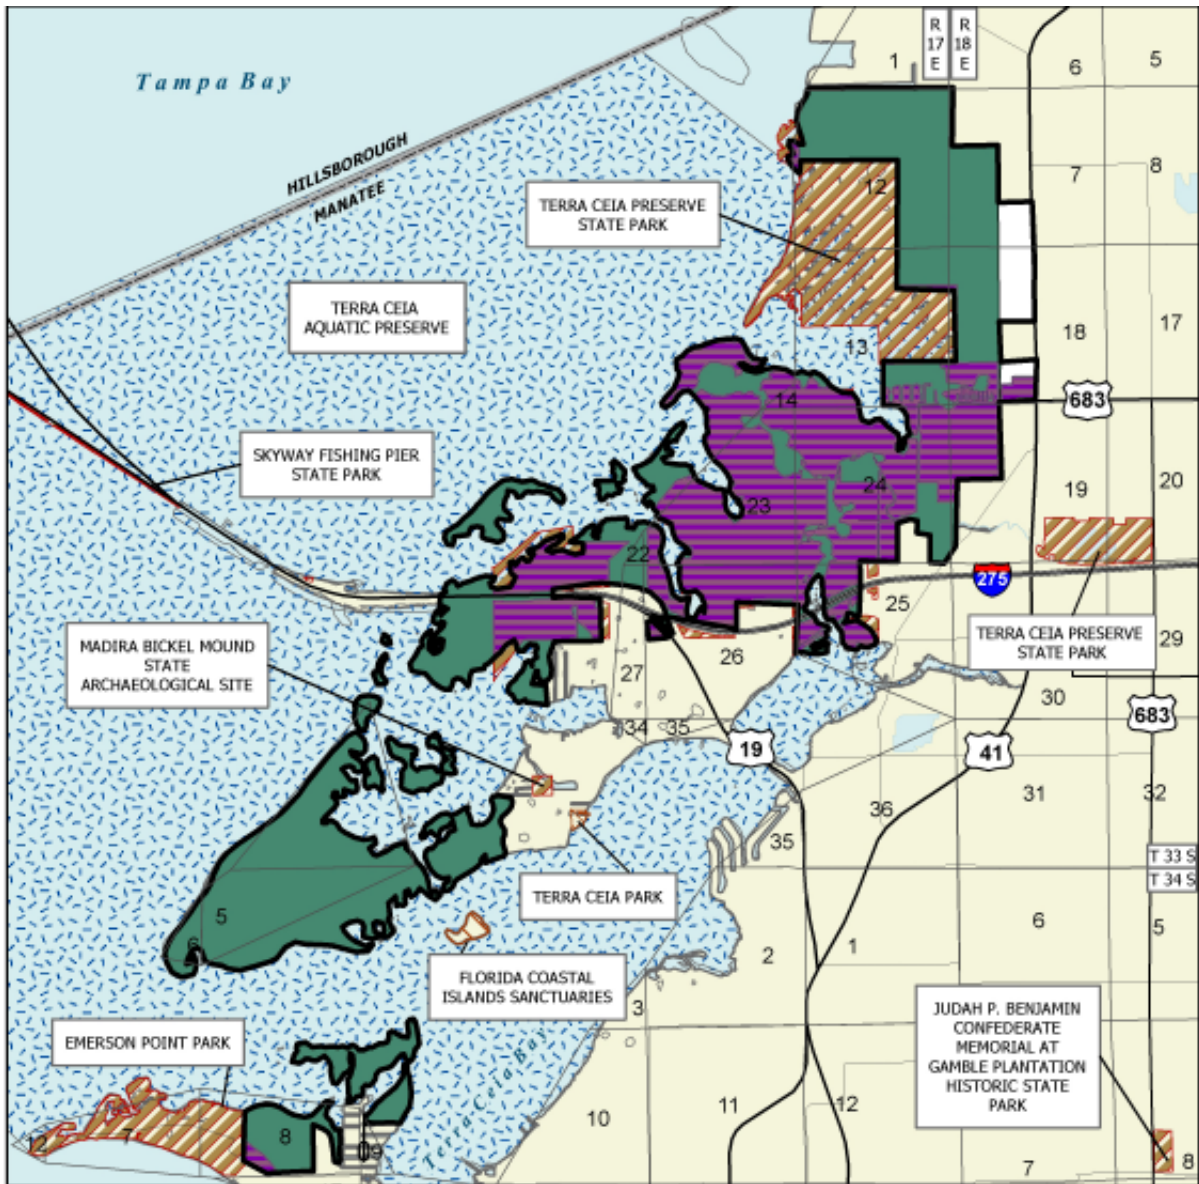 R
17
E
R
18
E
1
6
5
Tampa Bay
HILLSBOROUGH
MANATEE
7
8
12
TERRA CEIA PRESERVE
STATE PARK
TERRA CEIA
AQUATIC PRESERVE
13
18
17
14
683
SKYWAY FISHING PIER
STATE PARK
24
23
19
20
22
275
25
MADIRA BICKEL MOUND
STATE
ARCHAEOLOGICAL SITE
TERRA CEIA PRESERVE
STATE PARK
29
26
27
30
34
35
683
19
41
31
32
36
35
T 33 S
T 34 S
TERRA CEIA PARK
5
6
6
5
1
2
FLORIDA COASTAL
ISLANDS SANCTUARIES
3
JUDAH P. BENJAMIN
CONFEDERATE
MEMORIAL AT
GAMBLE PLANTATION
HISTORIC STATE
PARK
EMERSON POINT PARK
Terra Ceia Bay
10
11
12
12
7
8
9
7
8